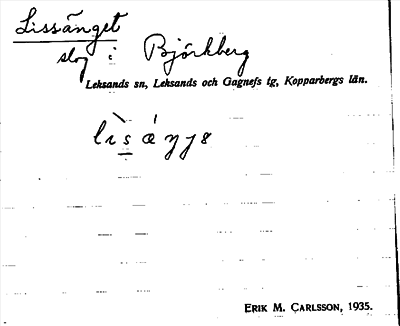 Lissänget
slog i Björkberg
Leksands sn, Leksands och Gagnefs tg, Kopparbergs län.
ERIK M. CARLSSON, 1935.